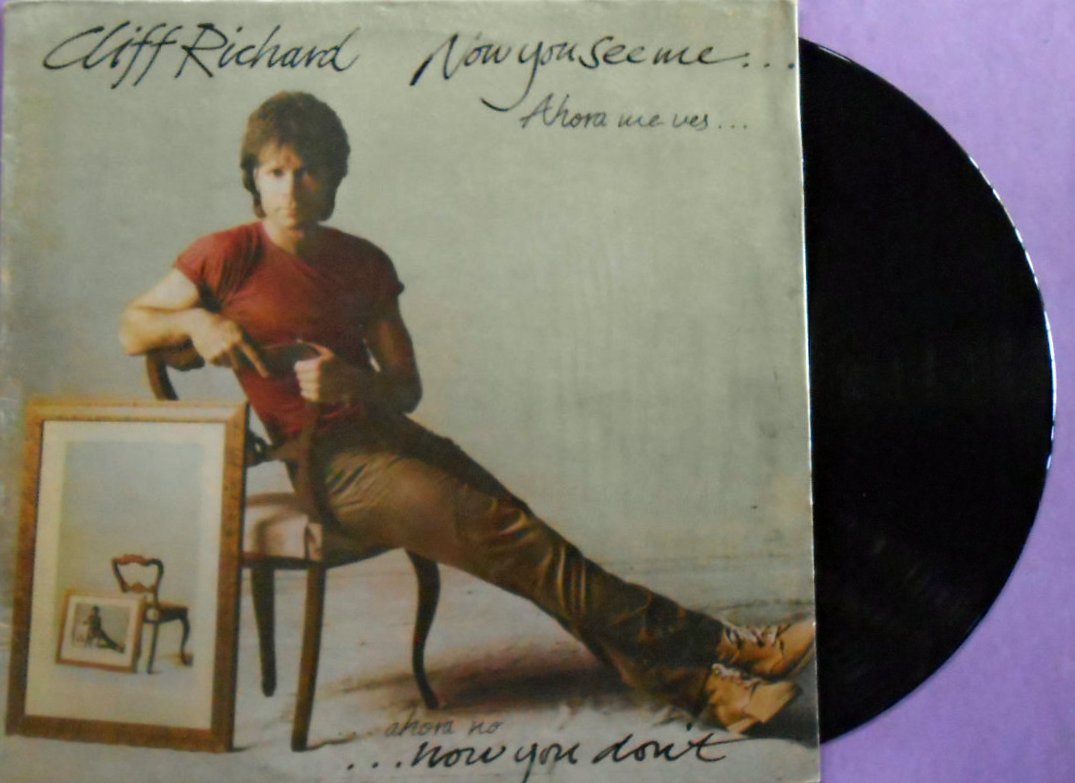 Cliff Richard Now you see me...
Ahora me ves...
ahora no
...now you don't